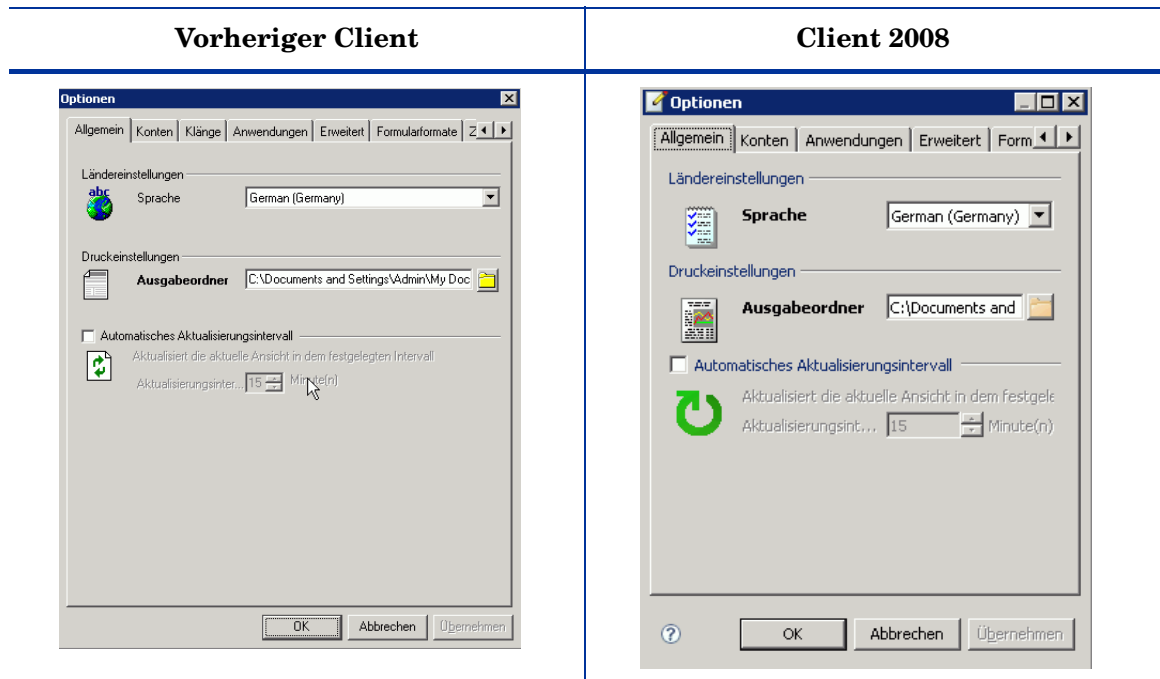 Vorheriger Client
Client 2008
Optionen
Allgemein Konten Klänge Anwendungen Erweitert Formularformate Z
Ländereinstellungen
abc
Sprache German (Germany)
Druckeinstellungen
Ausgabeordner C:\Documents and Settings\Admin\My Doc
Automatisches Aktualisierungsintervall
Aktualisiert die aktuelle Ansicht in dem festgelegten Intervall
Aktualisierungsinter... 15 Minute(n)
OK Abbrechen Übernehmen
Optionen
Allgemein Konten Anwendungen Erweitert Form
Ländereinstellungen
Sprache German (Germany)
Druckeinstellungen
Ausgabeordner C:\Documents and
Automatisches Aktualisierungsintervall
Aktualisiert die aktuelle Ansicht in dem festgele
Aktualisierungsint... 15 Minute(n)
? OK Abbrechen Übernehmen